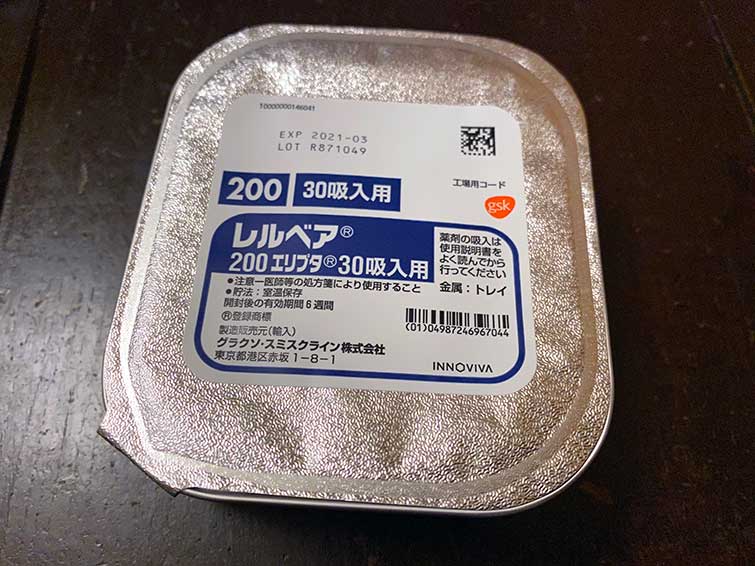 10000000146041
EXP 2021-03
LOT R871049
工場用コード
200 30吸入用
gsk
レルベア®
200エリプタ®30吸入用
薬剤の吸入は
使用説明書を
よく読んでから
行ってください
金属：トレイ
●注意−医師等の処方箋により使用すること
●貯法：室温保存
開封後の有効期間6週間
®登録商標
製造販売元(輸入)
グラクソ・スミスクライン株式会社
東京都港区赤坂1-8-1
(01)04987246967044
INNOVIVA